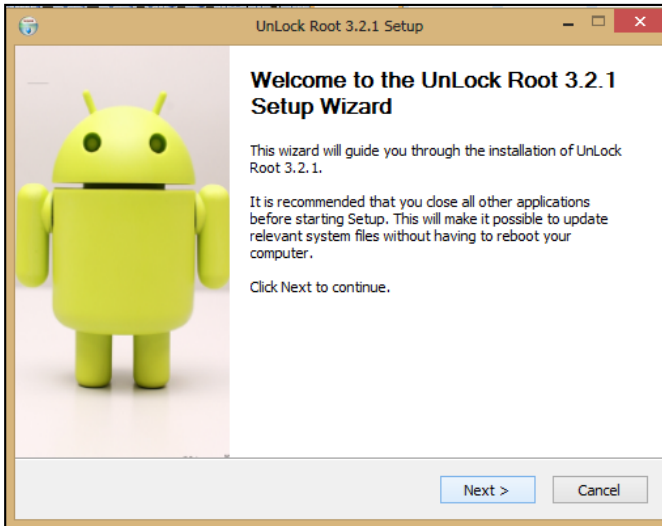 UnLock Root 3.2.1 Setup
Welcome to the UnLock Root 3.2.1
Setup Wizard
This wizard will guide you through the installation of UnLock
Root 3.2.1.
It is recommended that you close all other applications
before starting Setup. This will make it possible to update
relevant system files without having to reboot your
computer.
Click Next to continue.
Next >
Cancel